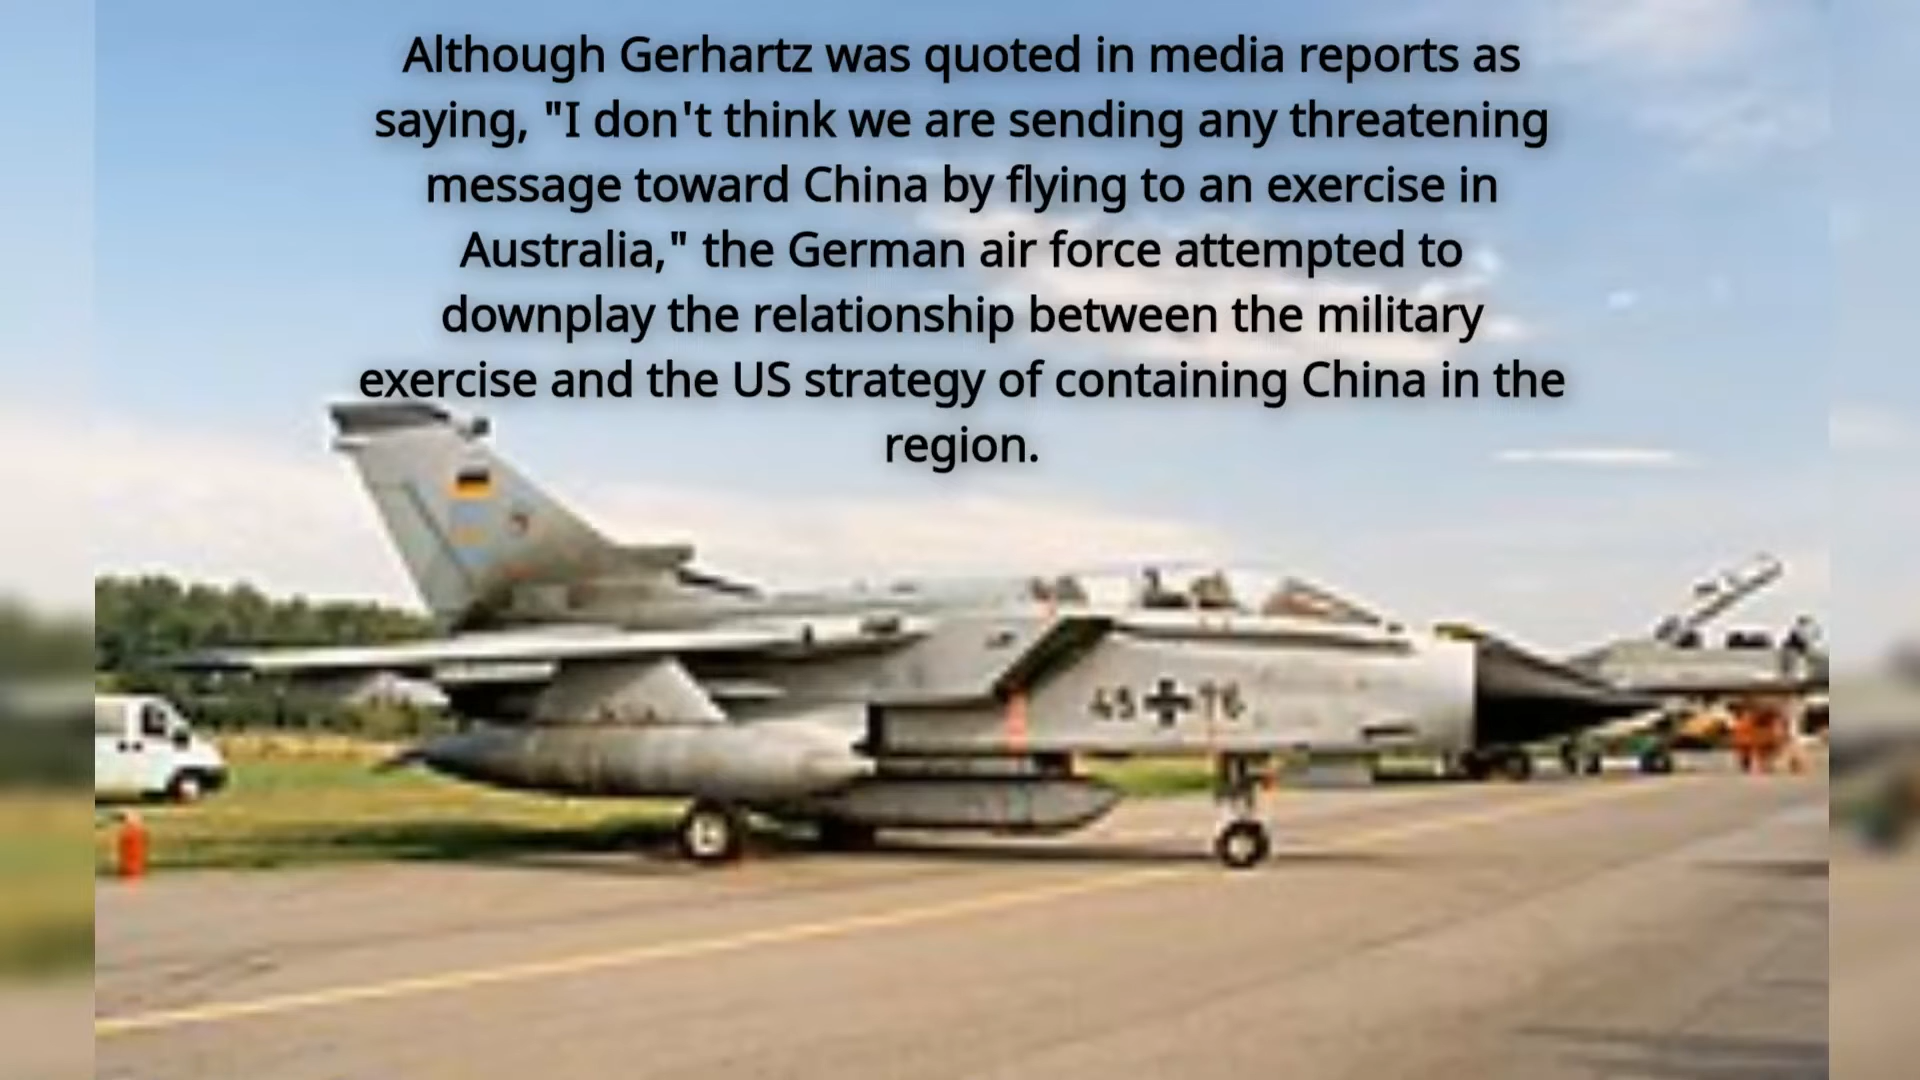 Although Gerhartz was quoted in media reports as
saying, "I don't think we are sending any threatening
message toward China by flying to an exercise in
Australia," the German air force attempted to
downplay the relationship between the military
exercise and the US strategy of containing China in the
region.
45 76